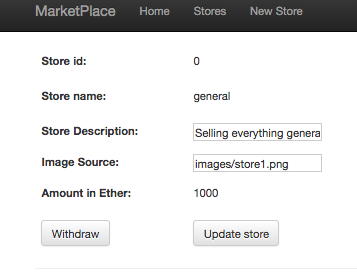 MarketPlace Home Stores New Store
Store id: 0
Store name: general
Store Description: Selling everything genera
Image Source: images/store1.png
Amount in Ether: 1000
Withdraw Update store